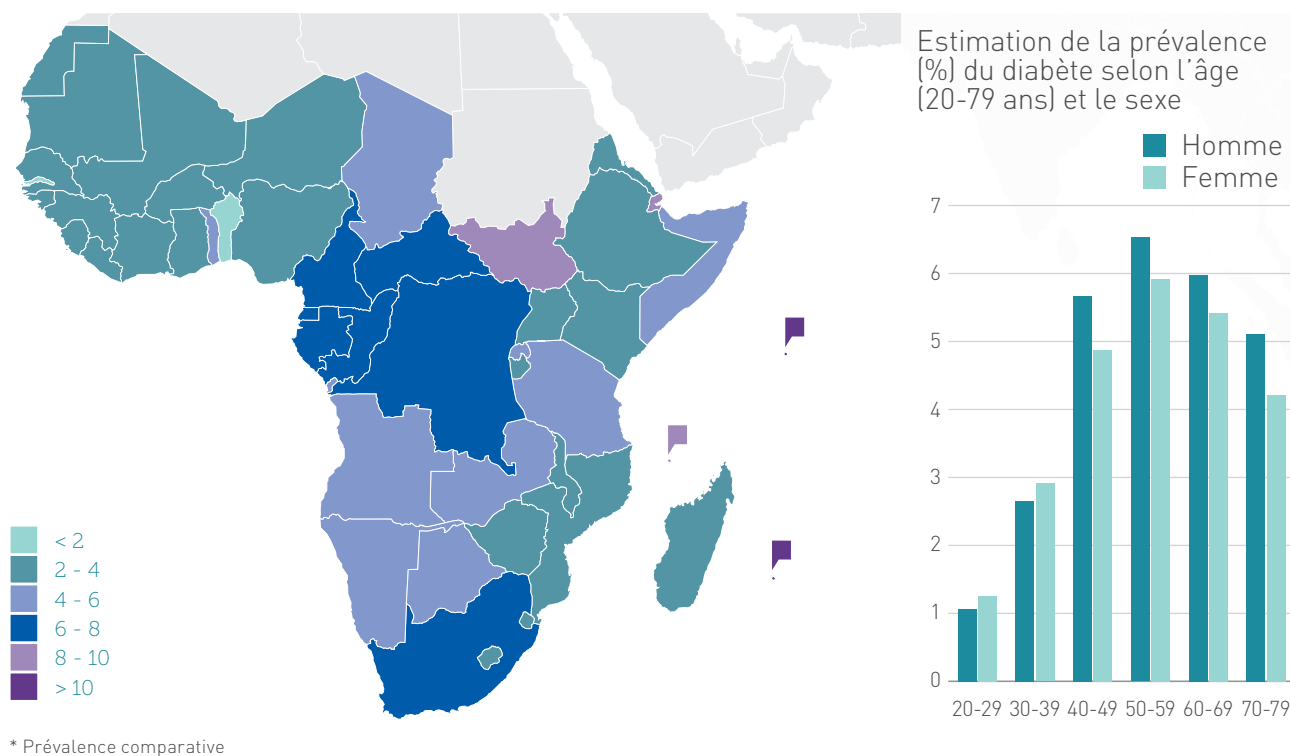 Estimation de la prévalence
(%) du diabète selon l’âge
(20-79 ans) et le sexe
Homme
Femme
7
6
5
4
3
2
1
0
20-29 30-39 40-49 50-59 60-69 70-79
< 2
2 - 4
4 - 6
6 - 8
8 - 10
> 10
* Prévalence comparative